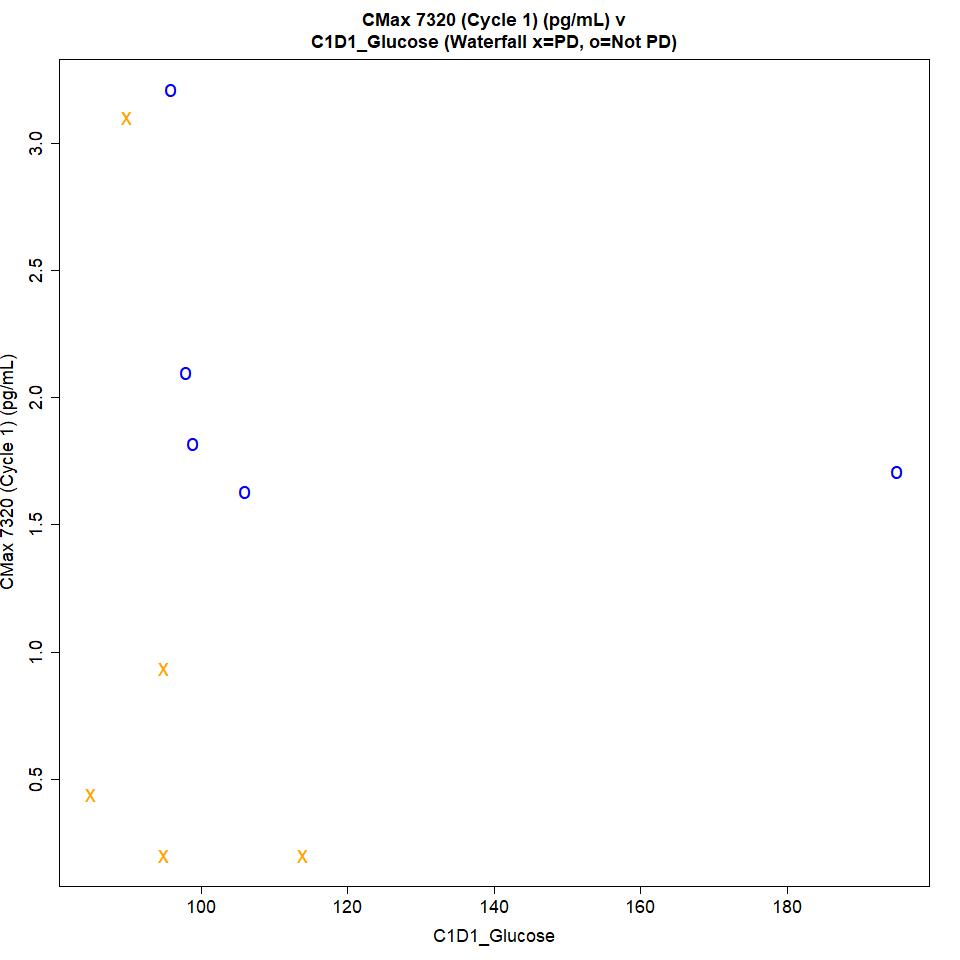 CMax 7320 (Cycle 1) (pg/mL) v
C1D1_Glucose (Waterfall x=PD, o=Not PD)
CMax 7320 (Cycle 1) (pg/mL)
3.0
2.5
2.0
1.5
1.0
0.5
O
X
O
O
O
O
X
X
X
X
100
120
140
160
180
C1D1_Glucose